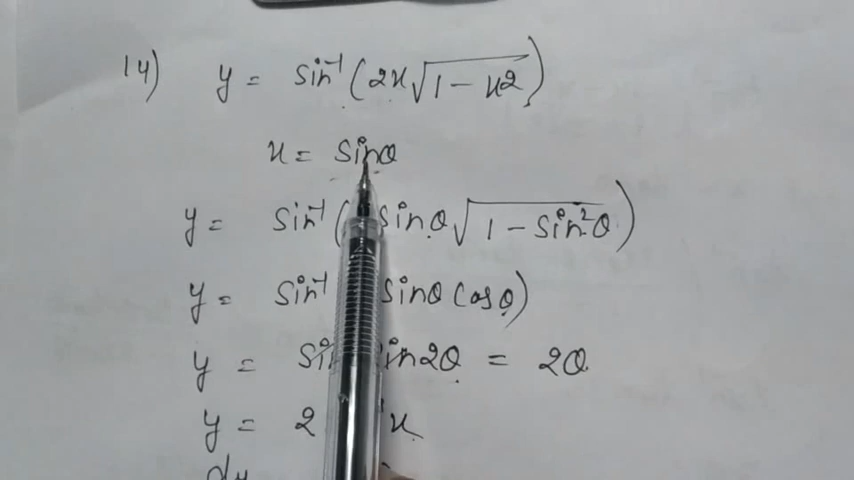 14) y = sin⁻¹(2x√(1 - x²))
x = sinθ
y = sin⁻¹( sinθ√(1 - sin²θ))
y = sin⁻¹ sinθ cosθ)
y = sin 2θ = 2θ
y = 2 x
dy